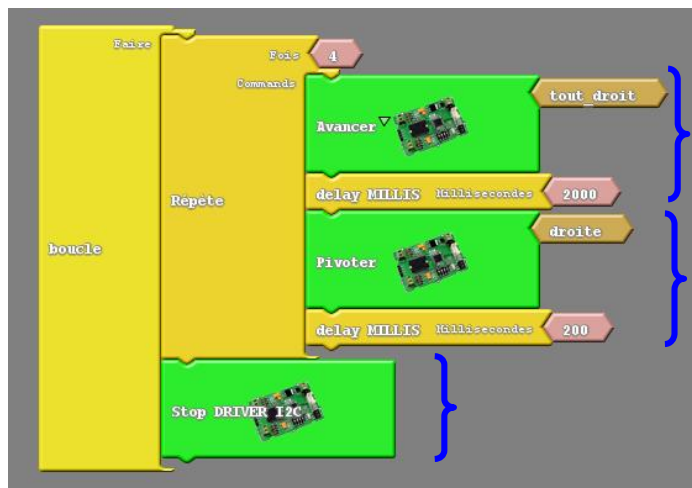 Faire
Fois 4
Commands
Avancer tout_droit
delay MILLIS Millisecondes 2000
Répète
droite
boucle
Pivoter
delay MILLIS Millisecondes 200
Stop DRIVER I2C